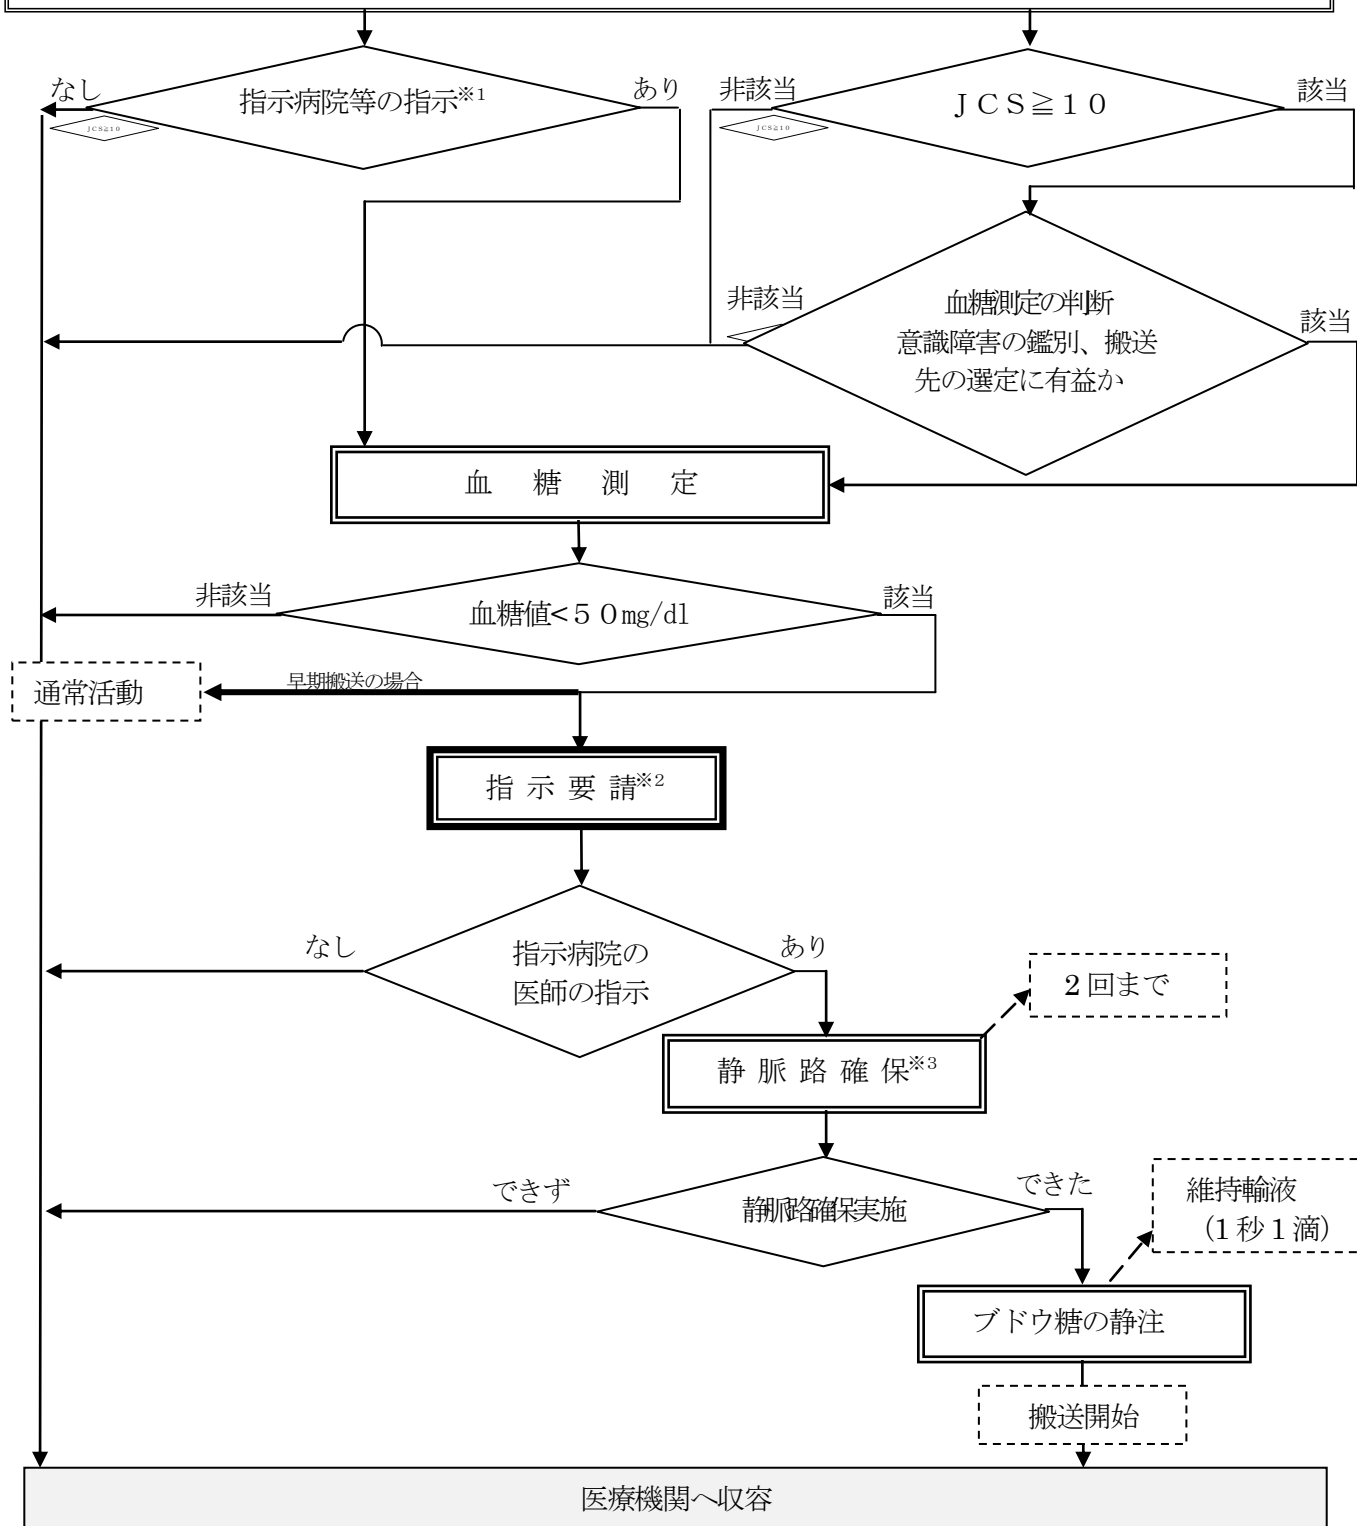 なし
指示病院等の指示※1
あり
非該当
ＪＣＳ≧１０
該当
JCS≧10
JCS≧10
非該当
血糖測定の判断
意識障害の鑑別、搬送
先の選定に有益か
該当
血 糖 測 定
非該当
血糖値<５０mg/dl
該当
通常活動
早期搬送の場合
指 示 要 請※2
なし
指示病院の
医師の指示
あり
2回まで
静 脈 路 確 保※3
できず
静脈路確保実施
できた
維持輸液
（1秒1滴）
ブドウ糖の静注
搬送開始
医療機関へ収容